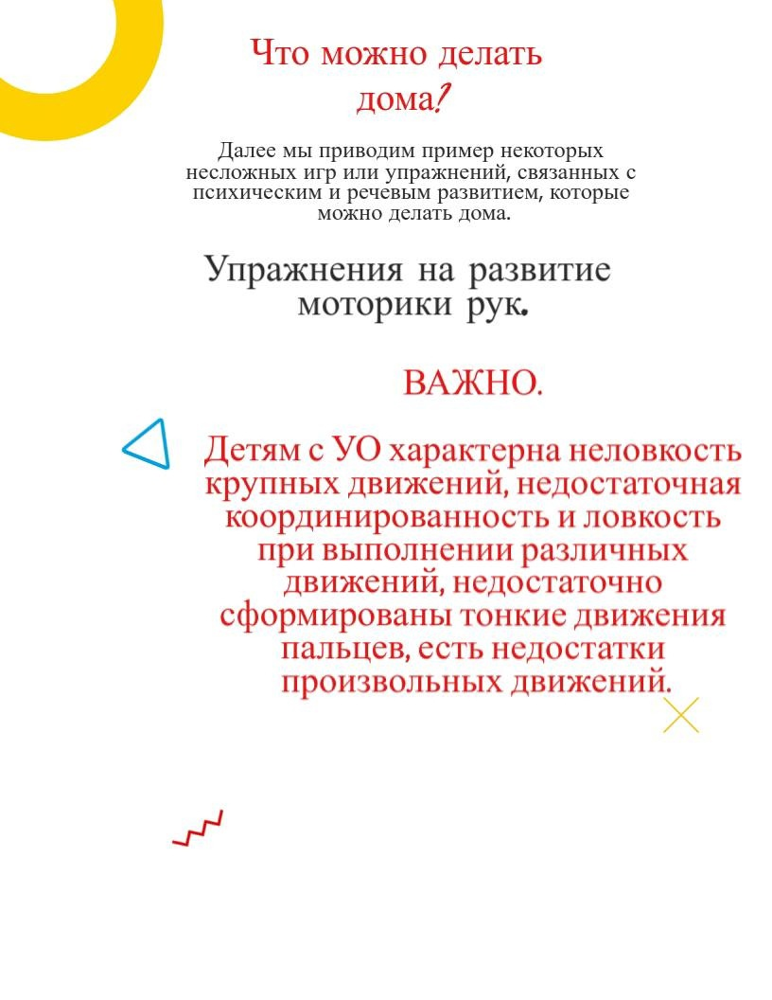 Что можно делать
дома?
Далее мы приводим пример некоторых
несложных игр или упражнений, связанных с
психическим и речевым развитием, которые
можно делать дома.
Упражнения на развитие
моторики рук.
ВАЖНО.
Детям с УО характерна неловкость
крупных движений, недостаточная
координированность и ловкость
при выполнении различных
движений, недостаточно
сформированы тонкие движения
пальцев, есть недостатки
произвольных движений.